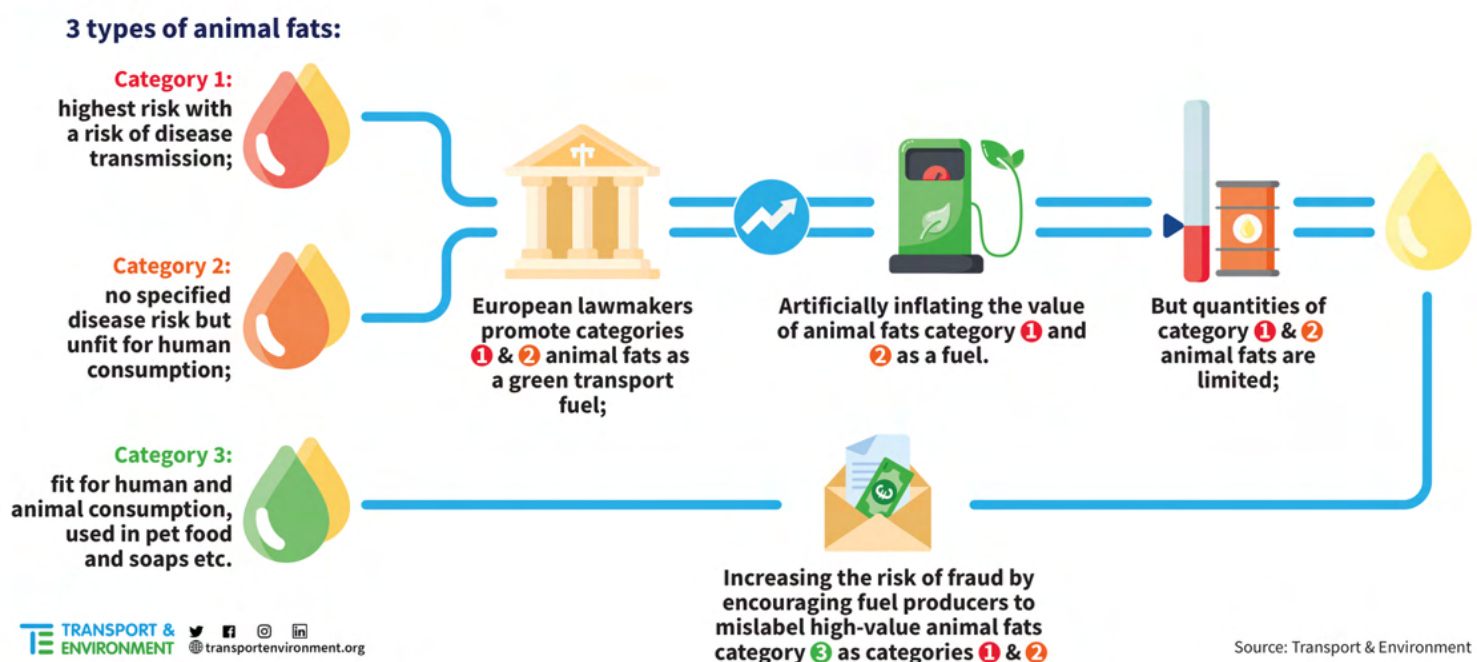 3 types of animal fats:
Category 1:
highest risk with
a risk of disease
transmission;
Category 2:
no specified
disease risk but
unfit for human
consumption;
Category 3:
fit for human and
animal consumption,
used in pet food
and soaps etc.
European lawmakers
promote categories
1 & 2 animal fats as
a green transport
fuel;
Artificially inflating the value
of animal fats category 1 and
2 as a fuel.
But quantities of
category 1 & 2
animal fats are
limited;
€
Increasing the risk of fraud by
encouraging fuel producers to
mislabel high-value animal fats
category 3 as categories 1 & 2
TRANSPORT &
ENVIRONMENT
transportenvironment.org
Source: Transport & Environment